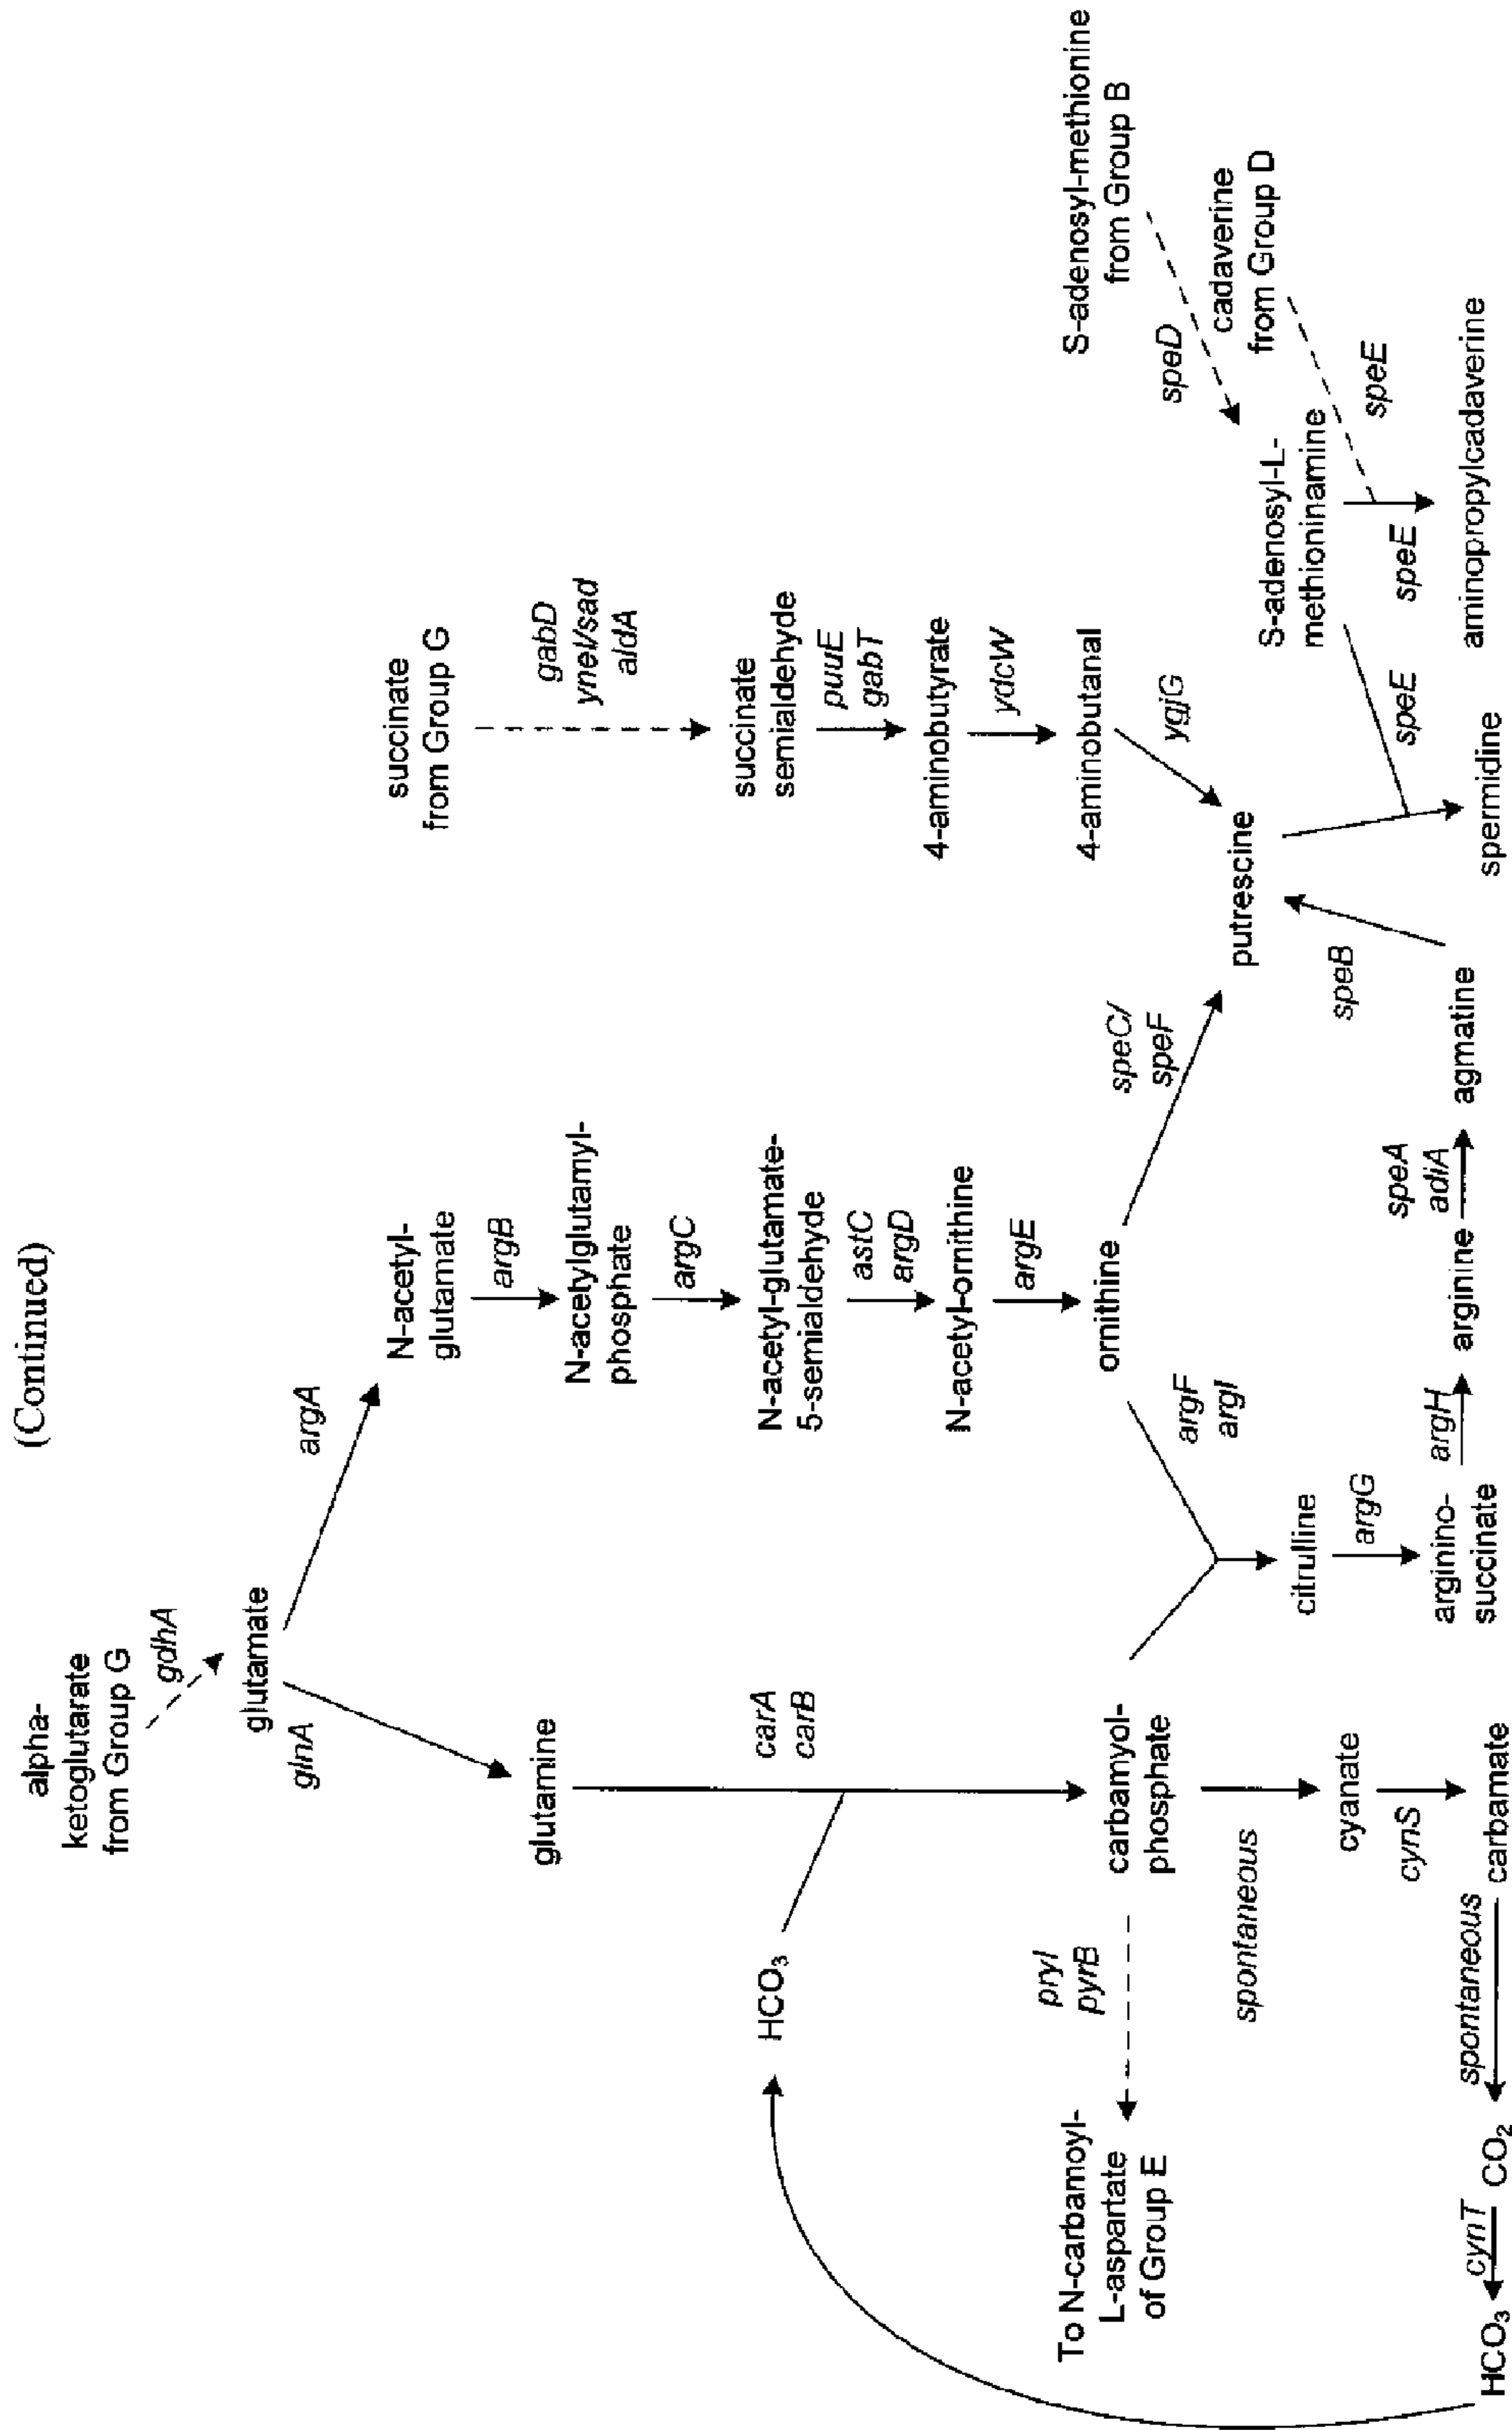 (Continued)
alpha-
ketoglutarate
from Group G
gdhA
glutamate
glnA
argA
glutamine
N-acetyl-
glutamate
argB
N-acetylglutamyl-
phosphate
argC
N-acetyl-glutamate-
5-semialdehyde
astC
argD
N-acetyl-ornithine
argE
ornithine
succinate
from Group G
gabD
yneI/sad
aldA
succinate
semialdehyde
puuE
gabT
4-aminobutyrate
ydcW
4-aminobutanal
ygjG
putrescine
speC/
speF
S-adenosyl-methionine
from Group B
speD
cadaverine
from Group D
speE
S-adenosyl-L-
methioninamine
speE
aminopropylcadaverine
speE
spermidine
speB
agmatine
speA
adiA
arginine
argH
arginino-
succinate
argG
citrulline
argF
argI
carA
carB
HCO3
carbamyol-
phosphate
pryI
pyrB
To N-carbamoyl-
L-aspartate
of Group E
spontaneous
cyanate
cynS
carbamate
spontaneous
CO2
cynT
HCO3